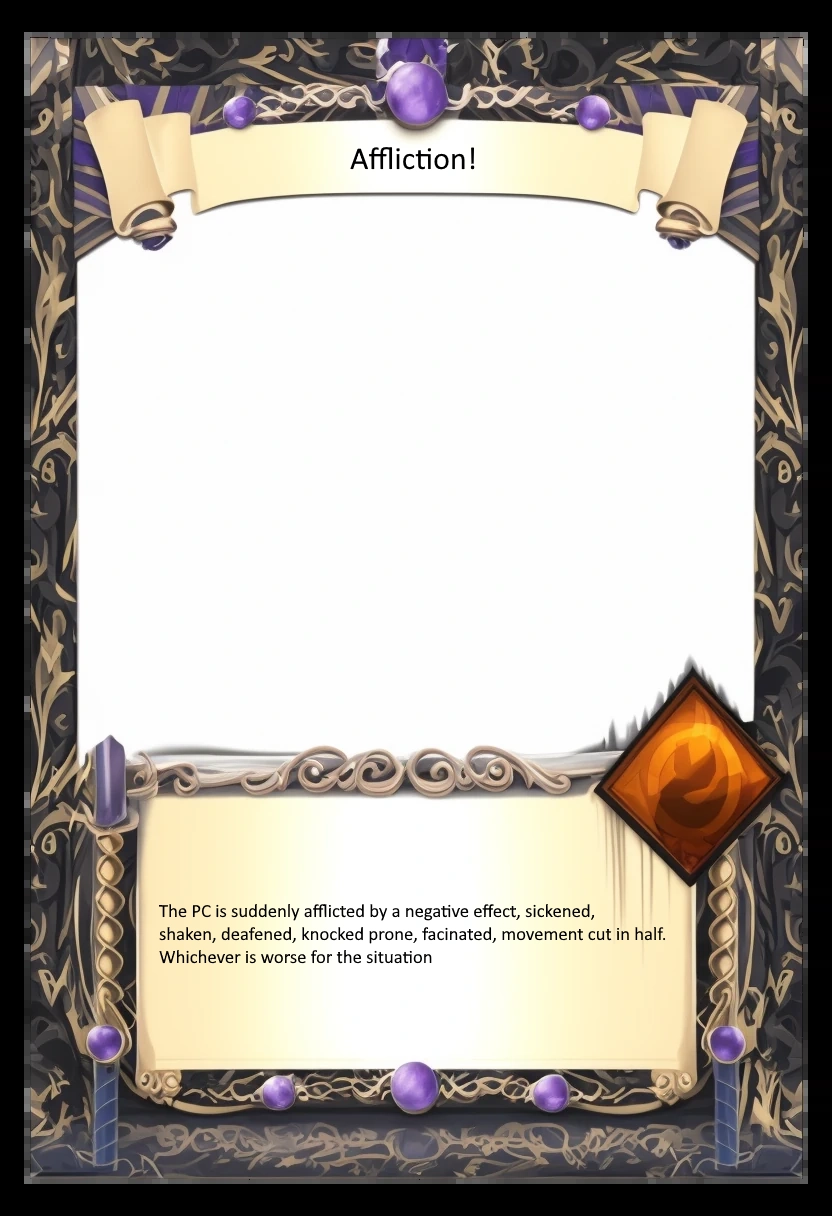 Affliction!
The PC is suddenly afflicted by a negative effect, sickened,
shaken, deafened, knocked prone, facinated, movement cut in half.
Whichever is worse for the situation